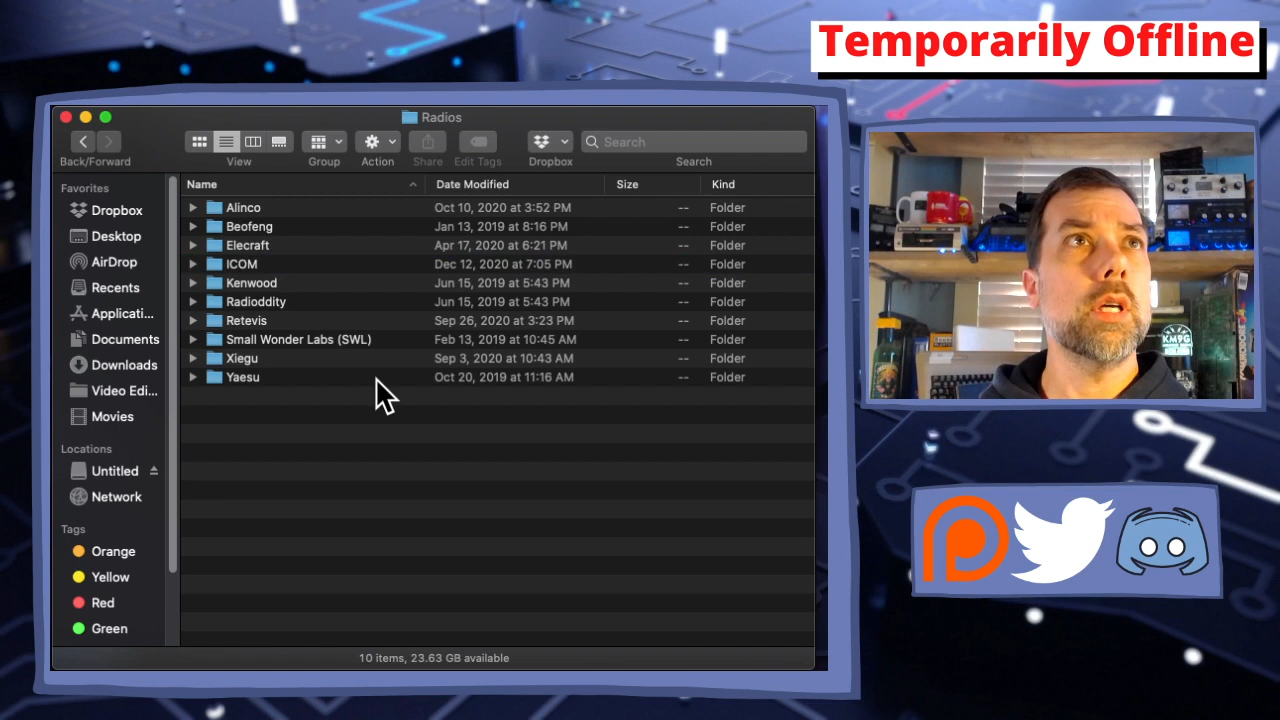 Temporarily Offline
Radios
Back/Forward
View
Group
Action
Share
Edit Tags
Dropbox
Search
Search
Favorites
Dropbox
Desktop
AirDrop
Recents
Applicati...
Documents
Downloads
Video Edi...
Movies
Locations
Untitled
Network
Tags
Orange
Yellow
Red
Green
Name Date Modified Size Kind
Alinco Oct 10, 2020 at 3:52 PM -- Folder
Beofeng Jan 13, 2019 at 8:16 PM -- Folder
Elecraft Apr 17, 2020 at 6:21 PM -- Folder
ICOM Dec 12, 2020 at 7:05 PM -- Folder
Kenwood Jun 15, 2019 at 5:43 PM -- Folder
Radioddity Jun 15, 2019 at 5:43 PM -- Folder
Retevis Sep 26, 2020 at 3:23 PM -- Folder
Small Wonder Labs (SWL) Feb 13, 2019 at 10:45 AM -- Folder
Xiegu Sep 3, 2020 at 10:43 AM -- Folder
Yaesu Oct 20, 2019 at 11:16 AM -- Folder
10 items, 23.63 GB available
KM9G